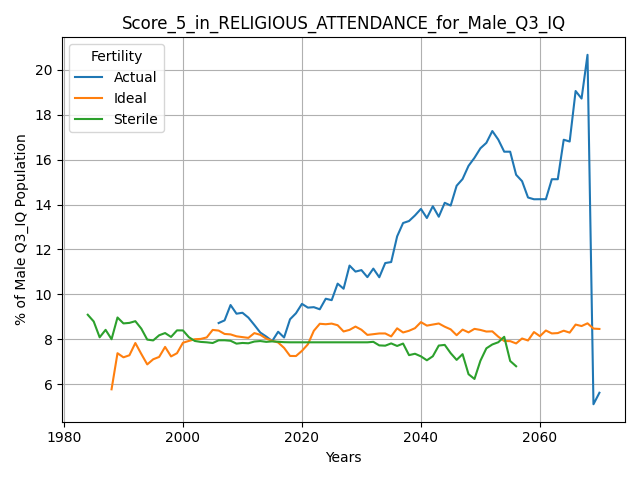 Score_5_in_RELIGIOUS_ATTENDANCE_for_Male_Q3_IQ
Fertility
Actual
Ideal
Sterile
% of Male Q3_IQ Population
20
18
16
14
12
10
8
6
1980
2000
2020
2040
2060
Years